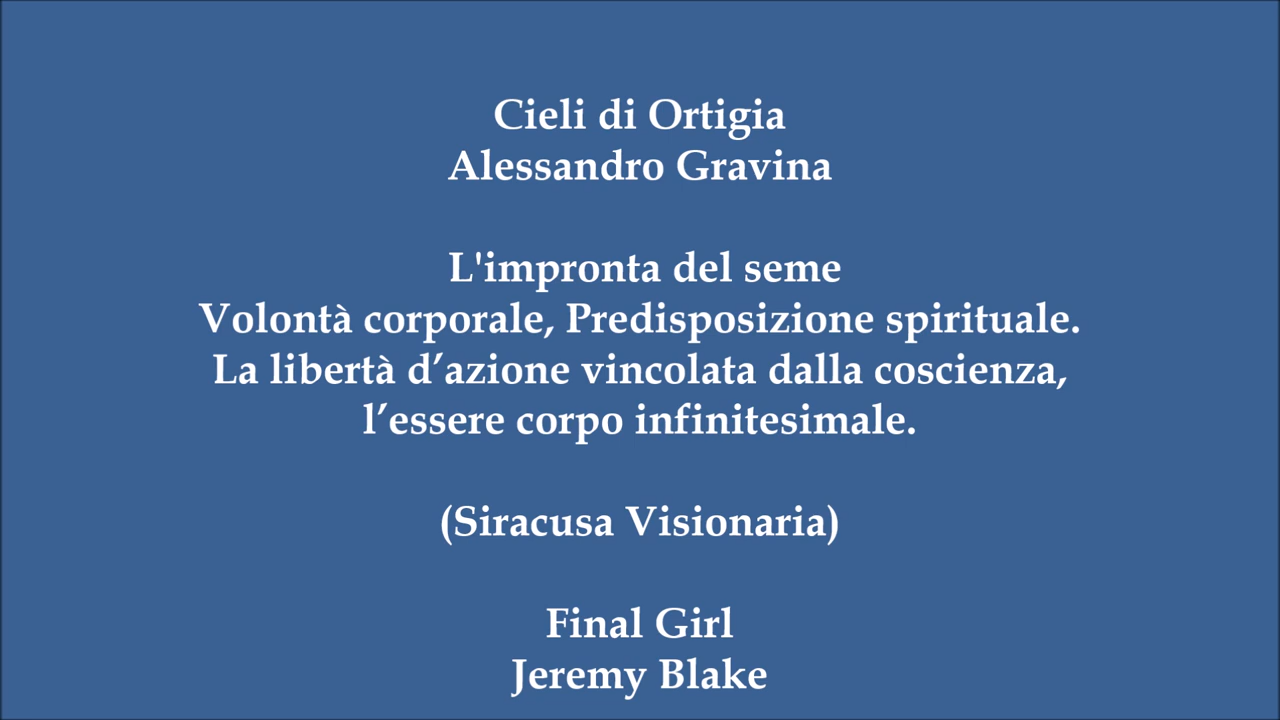 Cieli di Ortigia
Alessandro Gravina
L'impronta del seme
Volontà corporale, Predisposizione spirituale.
La libertà d’azione vincolata dalla coscienza,
l’essere corpo infinitesimale.
(Siracusa Visionaria)
Final Girl
Jeremy Blake